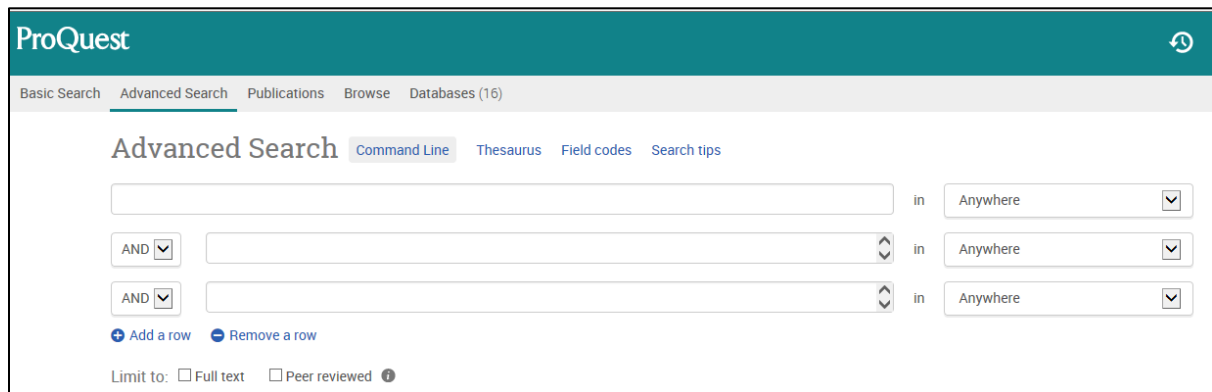 ProQuest
Basic Search Advanced Search Publications Browse Databases (16)
Advanced Search Command Line Thesaurus Field codes Search tips
in Anywhere
AND in Anywhere
AND in Anywhere
Add a row Remove a row
Limit to: Full text Peer reviewed